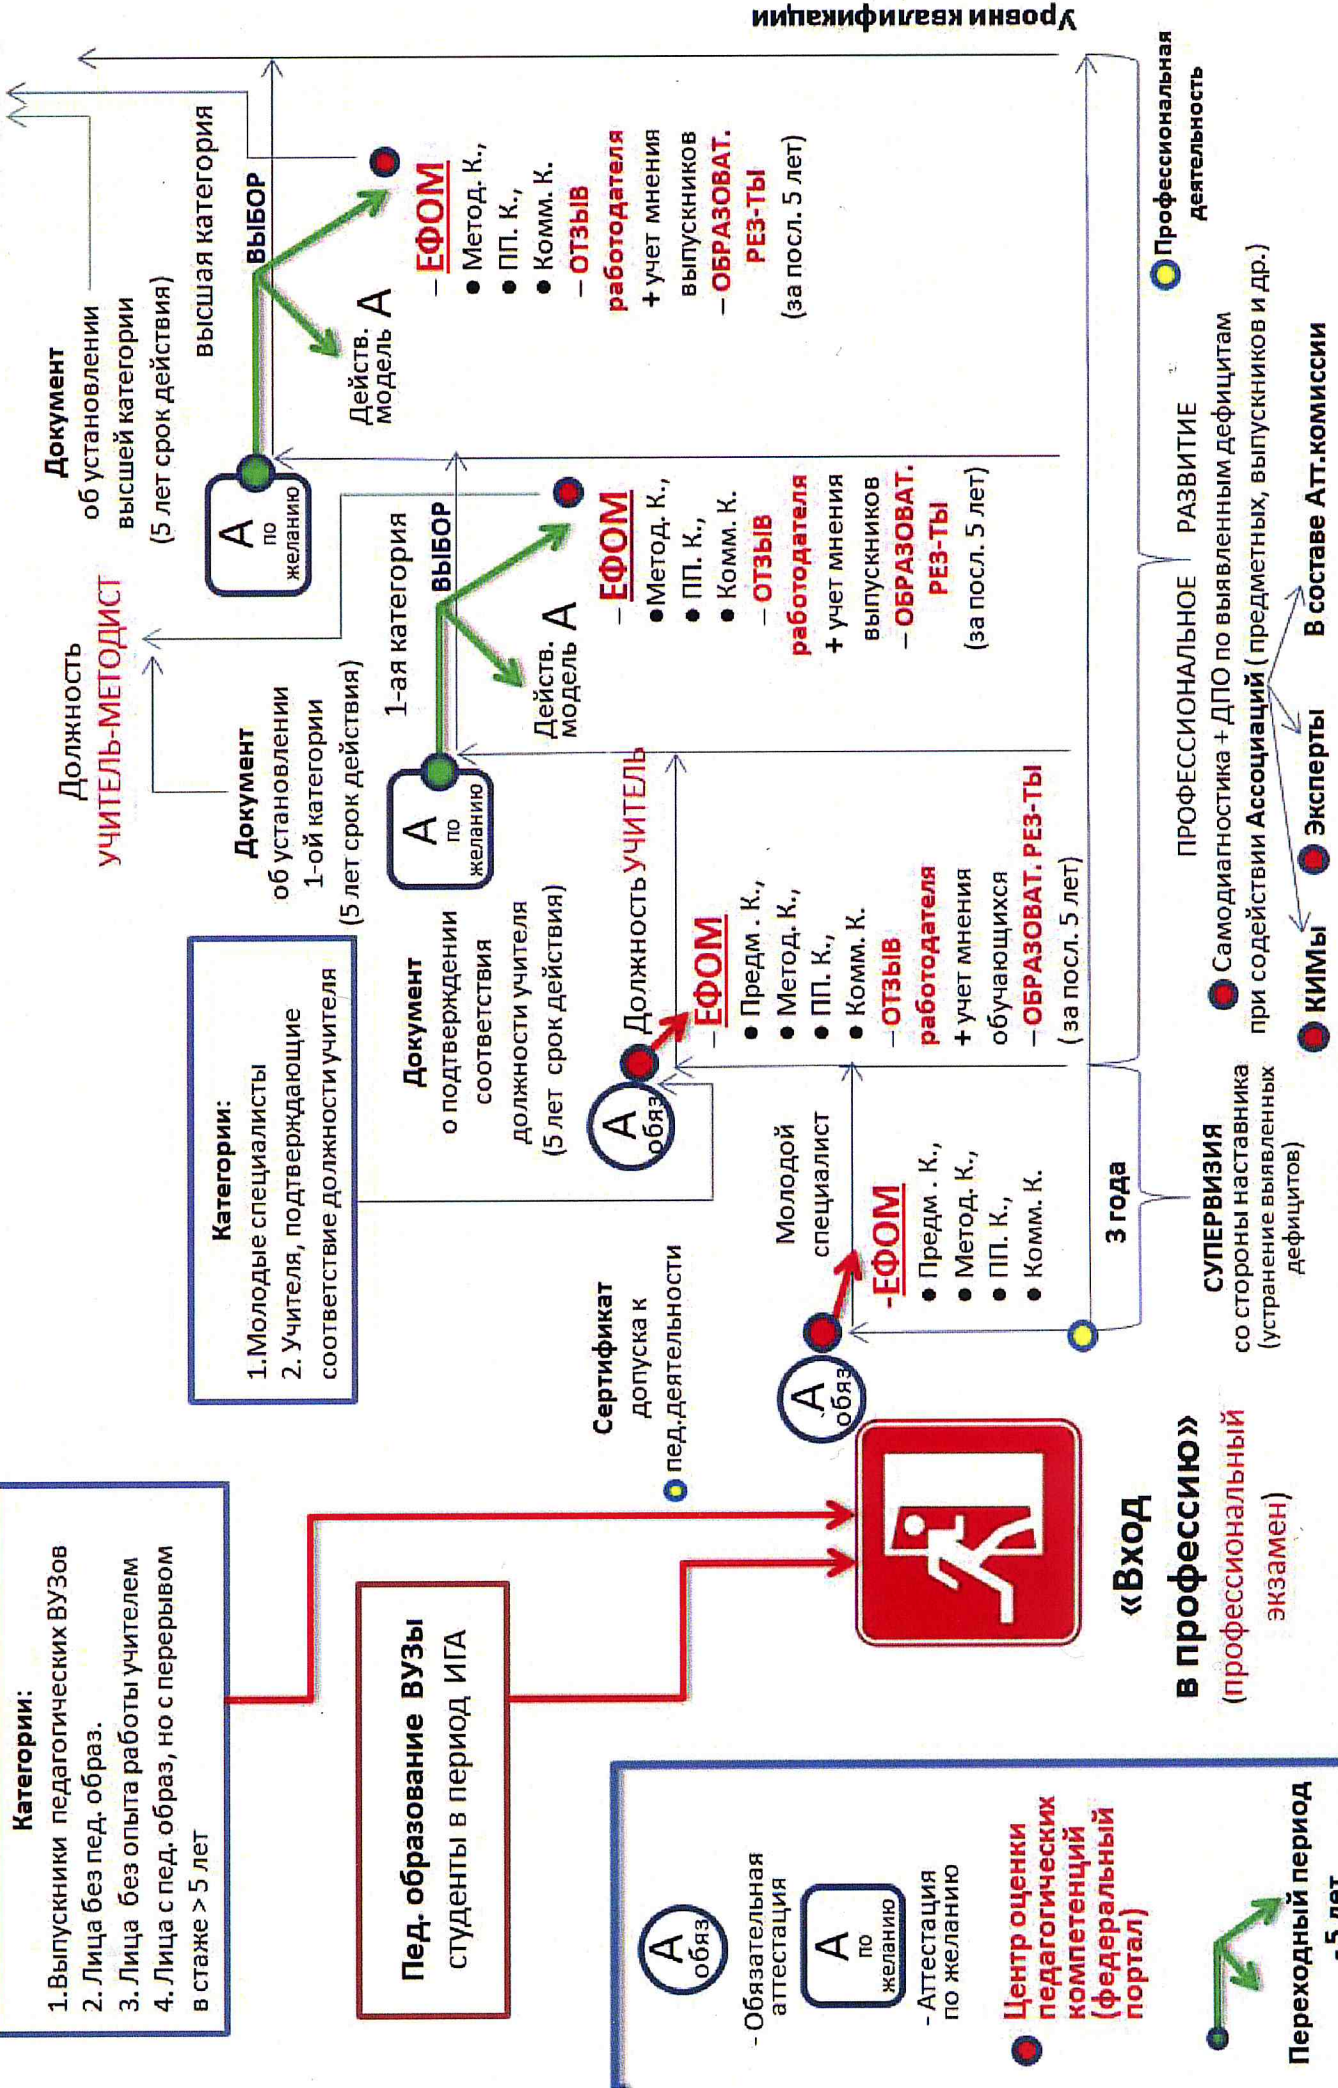 Категории:
1.Выпускники педагогических ВУЗов
2. Лица без пед. образ.
3. Лица без опыта работы учителем
4. Лица с пед. образ, но с перерывом
в стаже > 5 лет
Пед. образование ВУЗы
студенты в период ИГА
А
обяз
- Обязательная
аттестация
А
по
желанию
- Аттестация
по желанию
Центр оценки
педагогических
компетенций
(федеральный
портал)
Переходный период
- 5 лет
«Вход
в профессию»
(профессиональный
экзамен)
Сертификат
допуска к
пед.деятельности
А
обяз
Молодой
специалист
-ЕФОМ
• Предм . К.,
• Метод. К.,
• ПП. К.,
• Комм. К.
3 года
СУПЕРВИЗИЯ
со стороны наставника
(устранение выявленных
дефицитов)
Категории:
1.Молодые специалисты
2. Учителя, подтверждающие
соответствие должности учителя
Документ
о подтверждении
соответствия
должности учителя
(5 лет срок действия)
А
обяз
Должность УЧИТЕЛЬ
– ЕФОМ
• Предм . К.,
• Метод. К.,
• ПП. К.,
• Комм. К.
– ОТЗЫВ
работодателя
+ учет мнения
обучающихся
– ОБРАЗОВАТ. РЕЗ-ТЫ
( за посл. 5 лет)
Должность
УЧИТЕЛЬ-МЕТОДИСТ
Документ
об установлении
1-ой категории
(5 лет срок действия)
А
по
желанию
1-ая категория
ВЫБОР
Действ.
модель А
– ЕФОМ
• Метод. К.,
• ПП. К.,
• Комм. К.
– ОТЗЫВ
работодателя
+ учет мнения
выпускников
– ОБРАЗОВАТ.
РЕЗ-ТЫ
(за посл. 5 лет)
Документ
об установлении
высшей категории
(5 лет срок действия)
А
по
желанию
высшая категория
ВЫБОР
Действ.
модель А
– ЕФОМ
• Метод. К.,
• ПП. К.,
• Комм. К.
– ОТЗЫВ
работодателя
+ учет мнения
выпускников
– ОБРАЗОВАТ.
РЕЗ-ТЫ
(за посл. 5 лет)
Уровни квалификации
Профессиональная
деятельность
ПРОФЕССИОНАЛЬНОЕ РАЗВИТИЕ
Самодиагностика + ДПО по выявленным дефицитам
при содействии Ассоциаций ( предметных, выпускников и др.)
КИМы
Эксперты
В составе Атт.комиссии